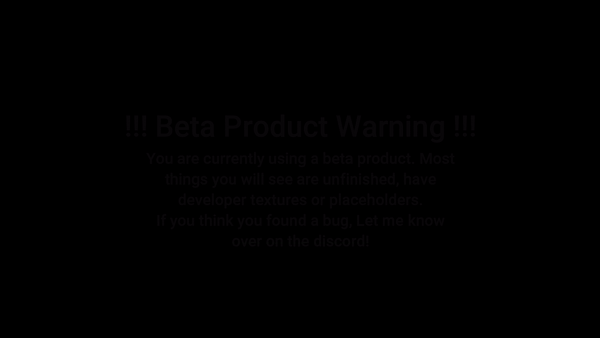 !!! Beta Product Warning !!!
You are currently using a beta product. Most
things you will see are unfinished, have
developer textures or placeholders.
If you think you found a bug, Let me know
over on the discord!